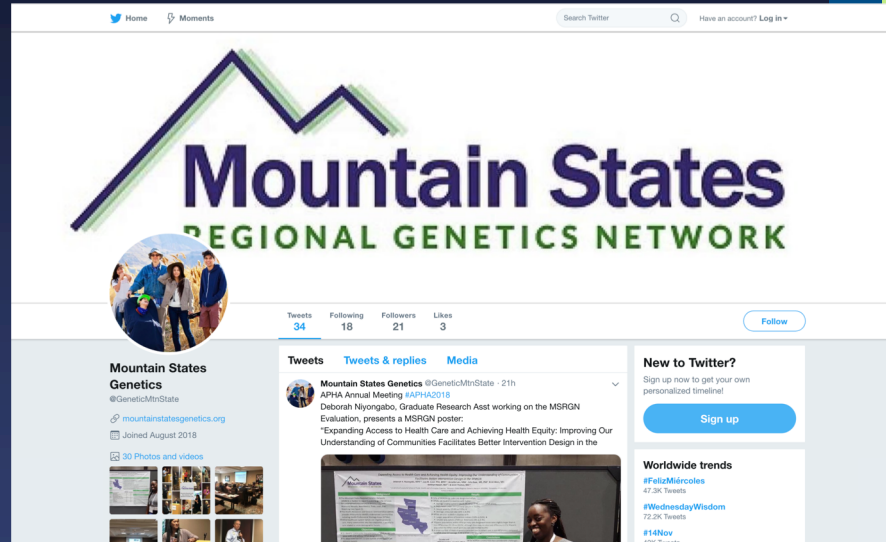 Home
Moments
Search Twitter
Have an account? Log in
Mountain States
REGIONAL GENETICS NETWORK
Tweets
34
Following
18
Followers
21
Likes
3
Follow
Mountain States
Genetics
@GeneticMtnState
mountainstatesgenetics.org
Joined August 2018
30 Photos and videos
Tweets
Tweets & replies
Media
Mountain States Genetics @GeneticMtnState · 21h
APHA Annual Meeting #APHA2018
Deborah Niyongabo, Graduate Research Asst working on the MSRGN
Evaluation, presents a MSRGN poster:
"Expanding Access to Health Care and Achieving Health Equity: Improving Our
Understanding of Communities Facilitates Better Intervention Design in the
Mountain States
New to Twitter?
Sign up now to get your own
personalized timeline!
Sign up
Worldwide trends
#FelizMiércoles
47.3K Tweets
#WednesdayWisdom
72.2K Tweets
#14Nov